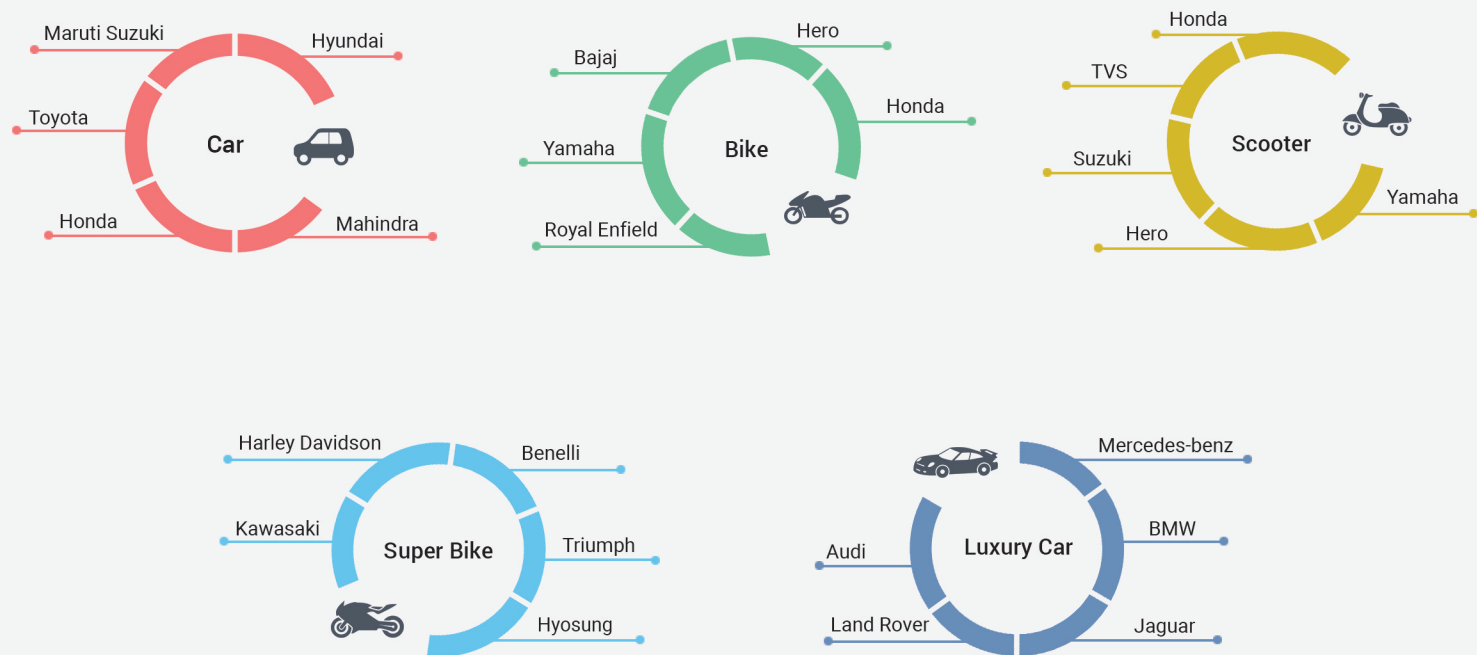 Maruti Suzuki
Hyundai
Toyota
Car
Honda
Mahindra
Hero
Bajaj
Honda
Yamaha
Bike
Royal Enfield
Honda
TVS
Scooter
Suzuki
Yamaha
Hero
Harley Davidson
Benelli
Kawasaki
Super Bike
Triumph
Hyosung
Mercedes-benz
BMW
Luxury Car
Audi
Land Rover
Jaguar